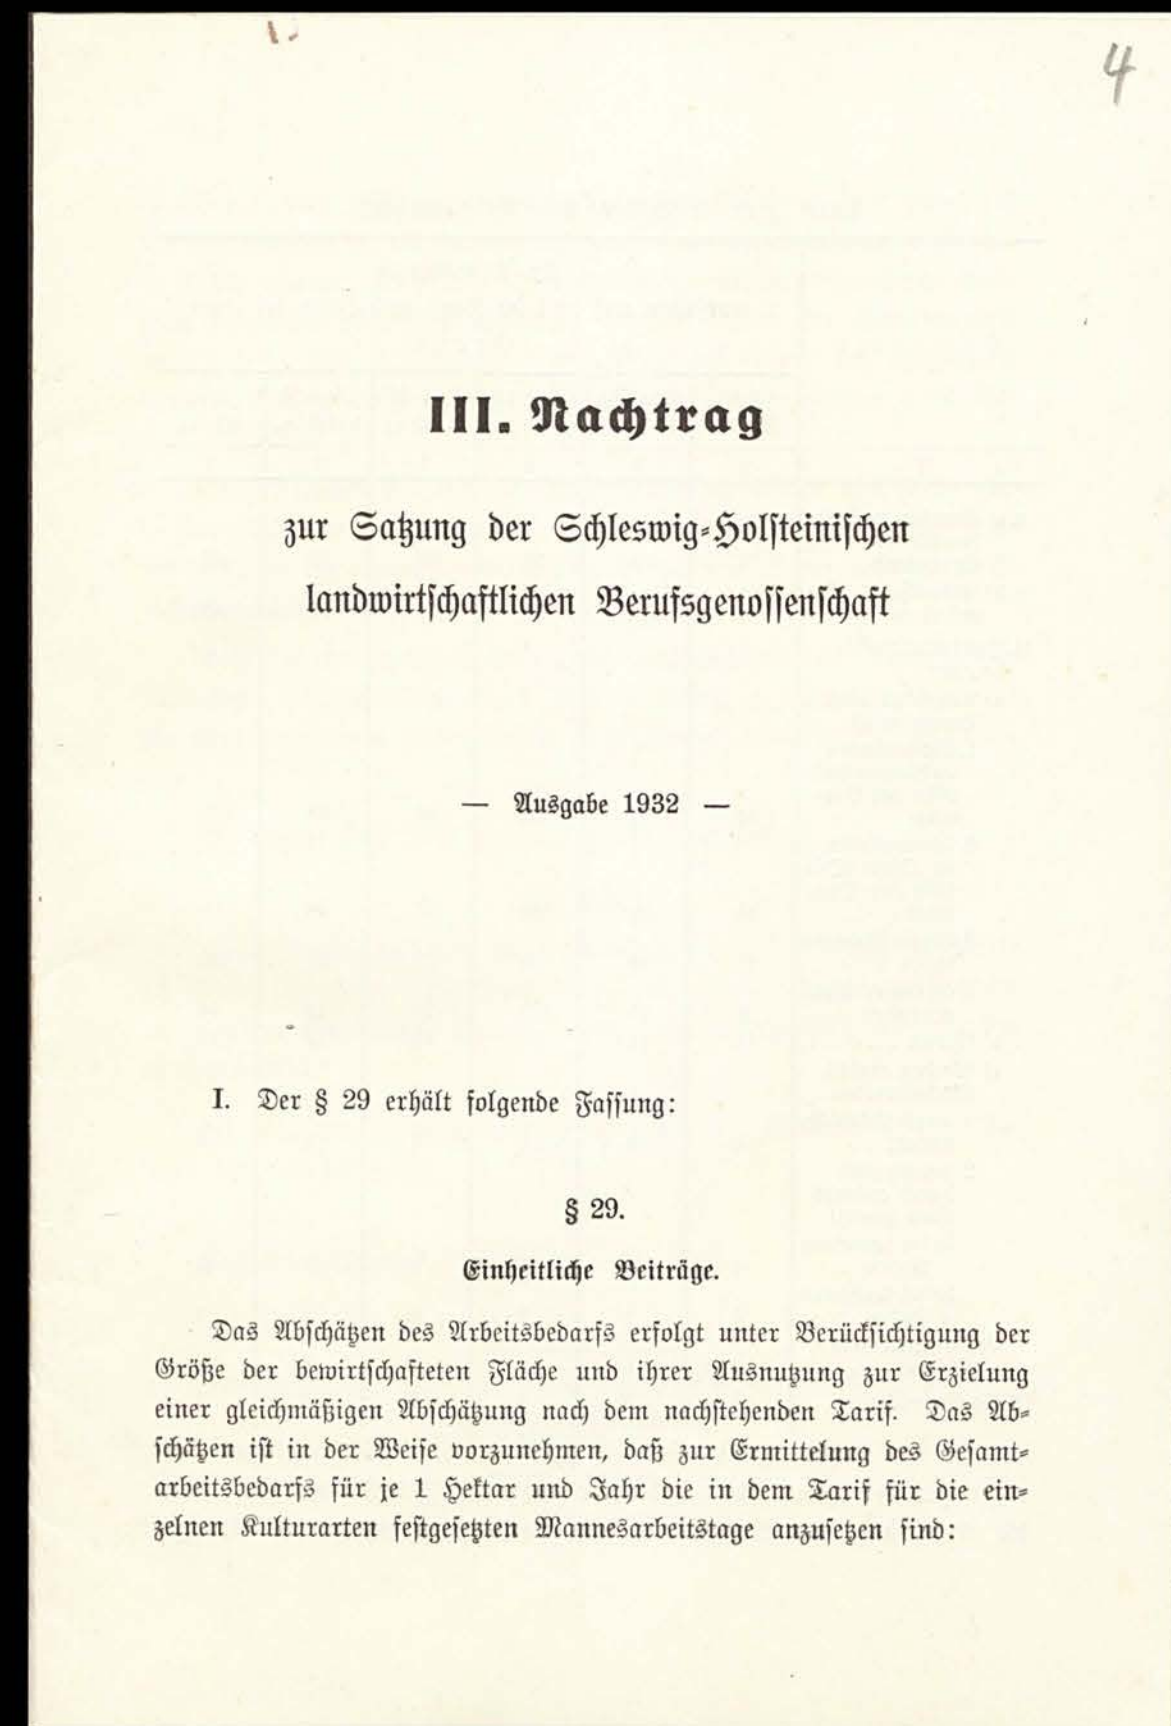 4
III. Nachtrag
zur Satzung der Schleswig-Holsteinischen
landwirtschaftlichen Berufsgenossenschaft
— Ausgabe 1932 —
I. Der § 29 erhält folgende Fassung:
§ 29.
Einheitliche Beiträge.
Das Abschätzen des Arbeitsbedarfs erfolgt unter Berücksichtigung der
Größe der bewirtschafteten Fläche und ihrer Ausnutzung zur Erzielung
einer gleichmäßigen Abschätzung nach dem nachstehenden Tarif. Das Ab-
schätzen ist in der Weise vorzunehmen, daß zur Ermittelung des Gesamt-
arbeitsbedarfs für je 1 Hektar und Jahr die in dem Tarif für die ein-
zelnen Kulturarten festgesetzten Mannesarbeitstage anzusetzen sind: